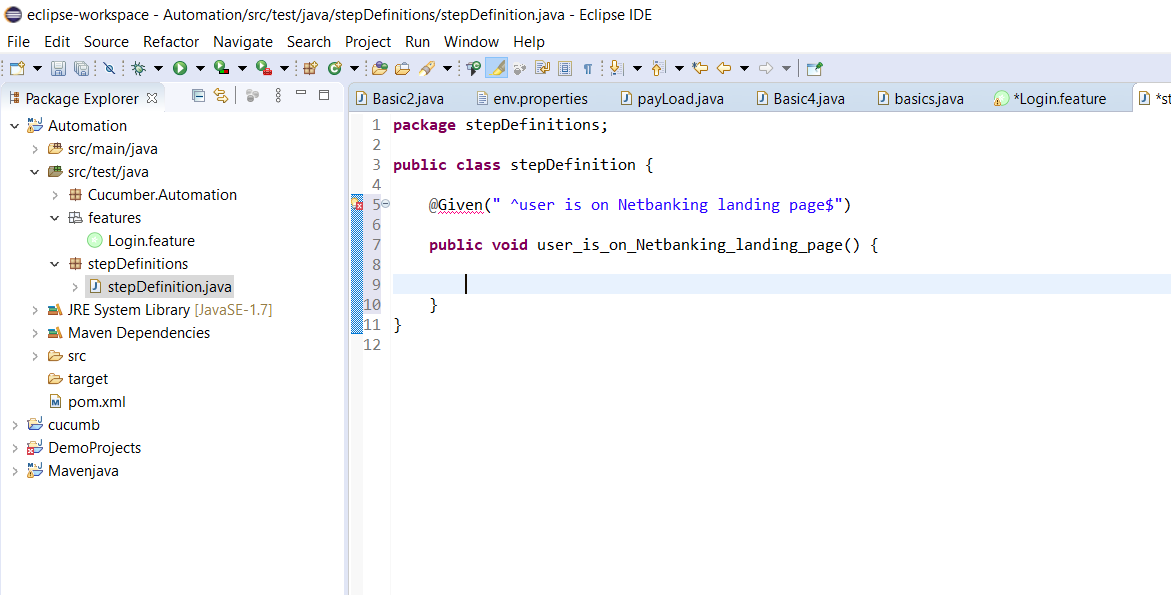 eclipse-workspace - Automation/src/test/java/stepDefinitions/stepDefinition.java - Eclipse IDE
File Edit Source Refactor Navigate Search Project Run Window Help
Package Explorer
Automation
src/main/java
src/test/java
Cucumber.Automation
features
Login.feature
stepDefinitions
stepDefinition.java
JRE System Library [JavaSE-1.7]
Maven Dependencies
src
target
pom.xml
cucumb
DemoProjects
Mavenjava
Basic2.java env.properties payLoad.java Basic4.java basics.java *Login.feature *st
1 package stepDefinitions;
2
3 public class stepDefinition {
4
5 @Given(" ^user is on Netbanking landing page$")
6
7 public void user_is_on_Netbanking_landing_page() {
8
9
10 }
11 }
12